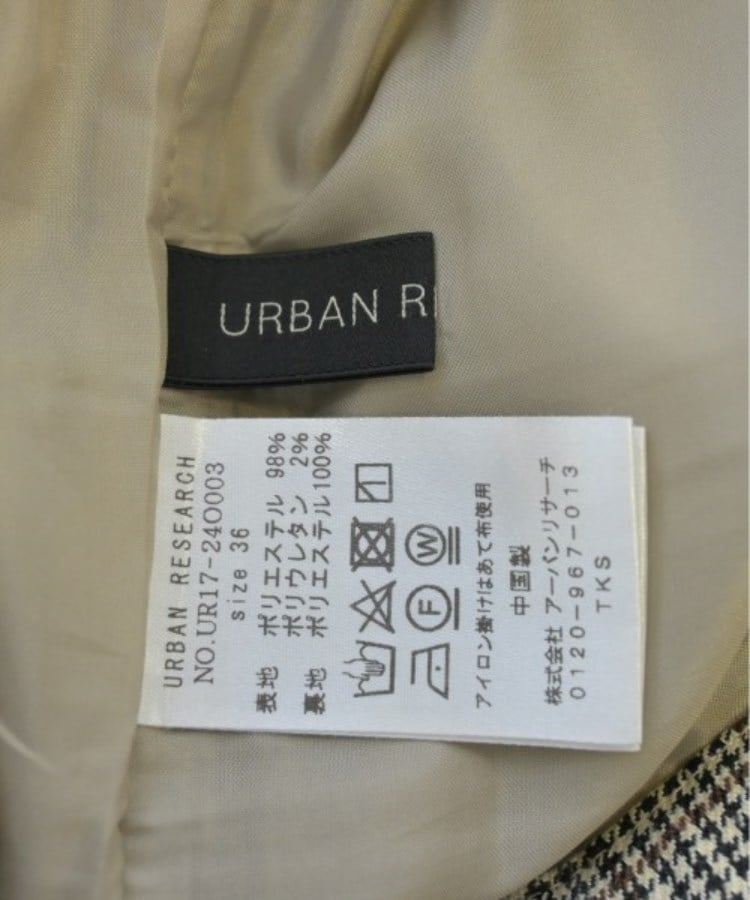 URBAN R
URBAN RESEARCH
NO.UR17-24O003
size 36
表地 ポリエステル 98%
ポリウレタン 2%
裏地 ポリエステル100%
F W
アイロン掛けはあて布使用
中国製
株式会社 アーバンリサーチ
0120-967-013
TKS